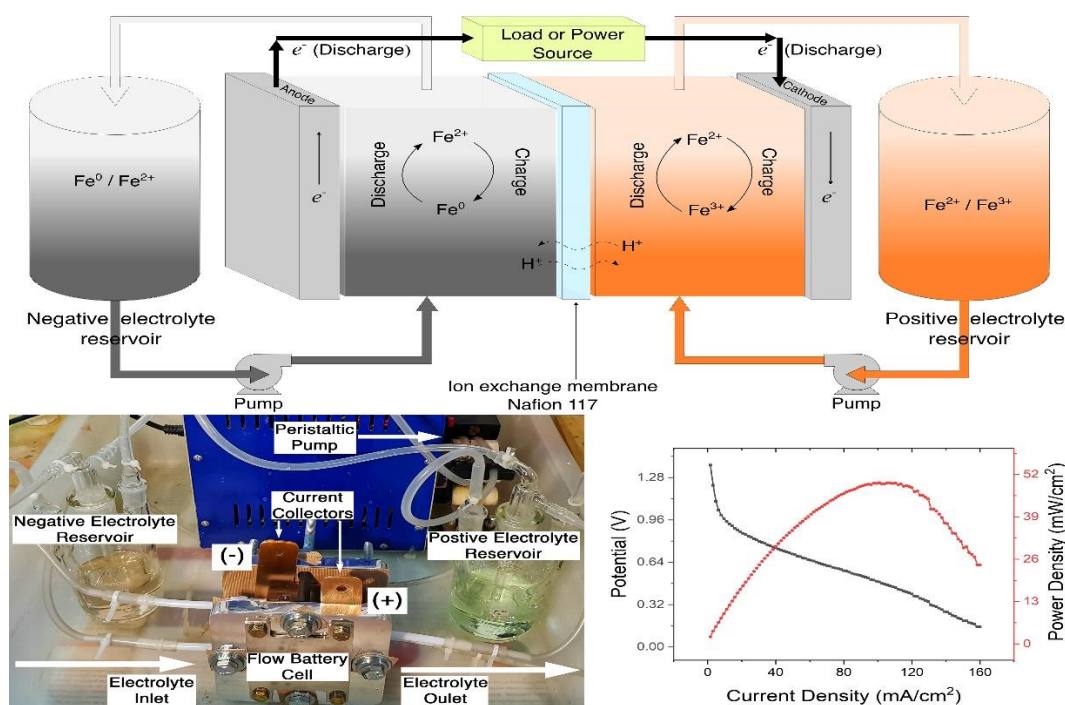 e⁻ (Discharge)
Load or Power
Source
e⁻ (Discharge)
Anode
Cathode
Fe⁰ / Fe²⁺
e⁻
Discharge
Fe²⁺
Fe⁰
Charge
Discharge
Fe²⁺
Fe³⁺
Charge
e⁻
Fe²⁺ / Fe³⁺
H⁺
H⁺
Negative electrolyte
reservoir
Positive electrolyte
reservoir
Pump
Ion exchange membrane
Nafion 117
Pump
Peristaltic
Pump
Negative Electrolyte
Reservoir
Current
Collectors
Postive Electrolyte
Reservoir
(-)
(+)
Flow Battery
Cell
Electrolyte
Inlet
Electrolyte
Oulet
Potential (V)
1.28
0.96
0.64
0.32
0.00
52
39
26
13
0
Power Density (mW/cm²)
0 40 80 120 160
Current Density (mA/cm²)